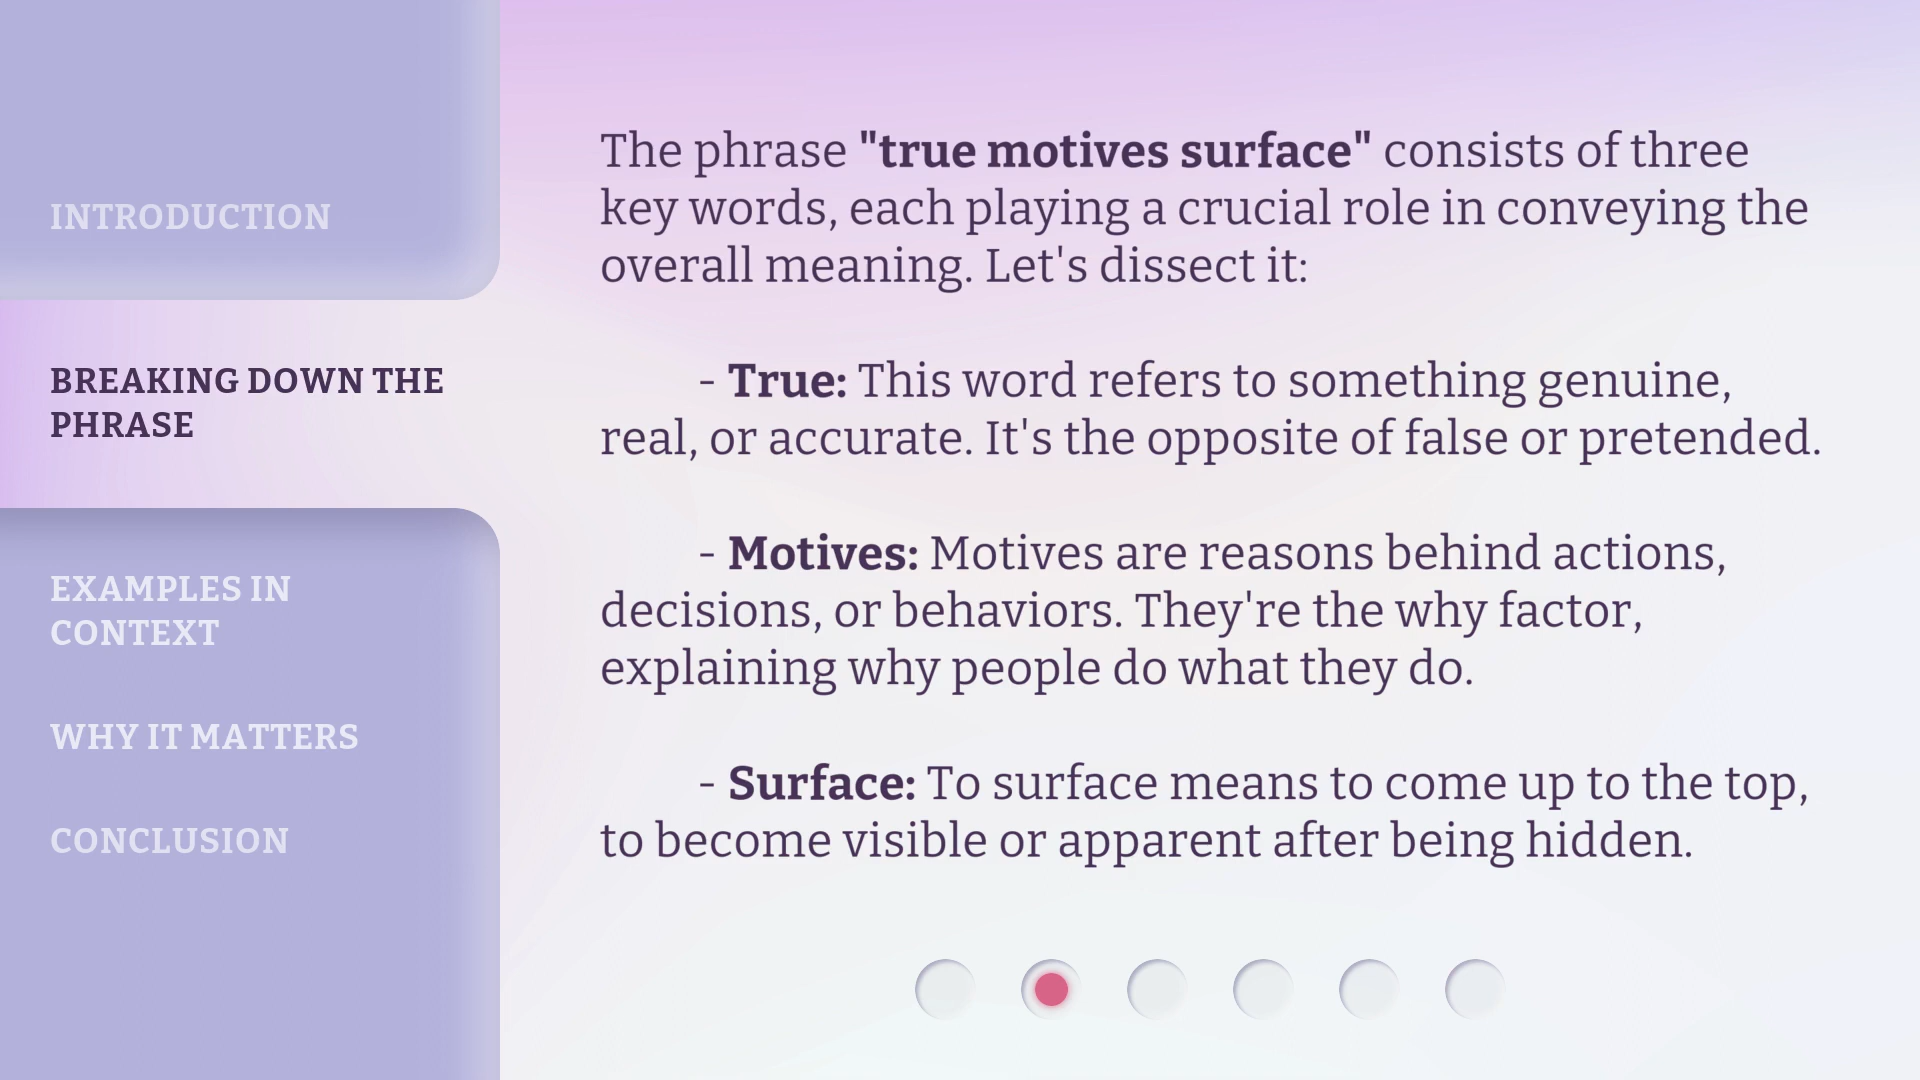 INTRODUCTION
BREAKING DOWN THE
PHRASE
EXAMPLES IN
CONTEXT
WHY IT MATTERS
CONCLUSION
The phrase "true motives surface" consists of three
key words, each playing a crucial role in conveying the
overall meaning. Let's dissect it:
- True: This word refers to something genuine,
real, or accurate. It's the opposite of false or pretended.
- Motives: Motives are reasons behind actions,
decisions, or behaviors. They're the why factor,
explaining why people do what they do.
- Surface: To surface means to come up to the top,
to become visible or apparent after being hidden.